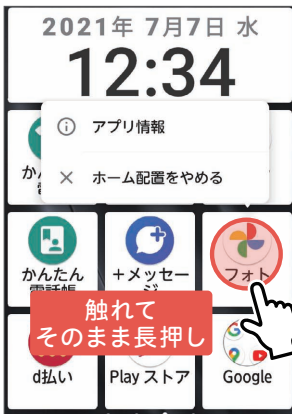 2021年 7月7日 水
12:34
アプリ情報
ホーム配置をやめる
かんたん
電話帳
+メッセー
ジ
フォト
触れて
そのまま長押し
d払い
Play ストア
Google